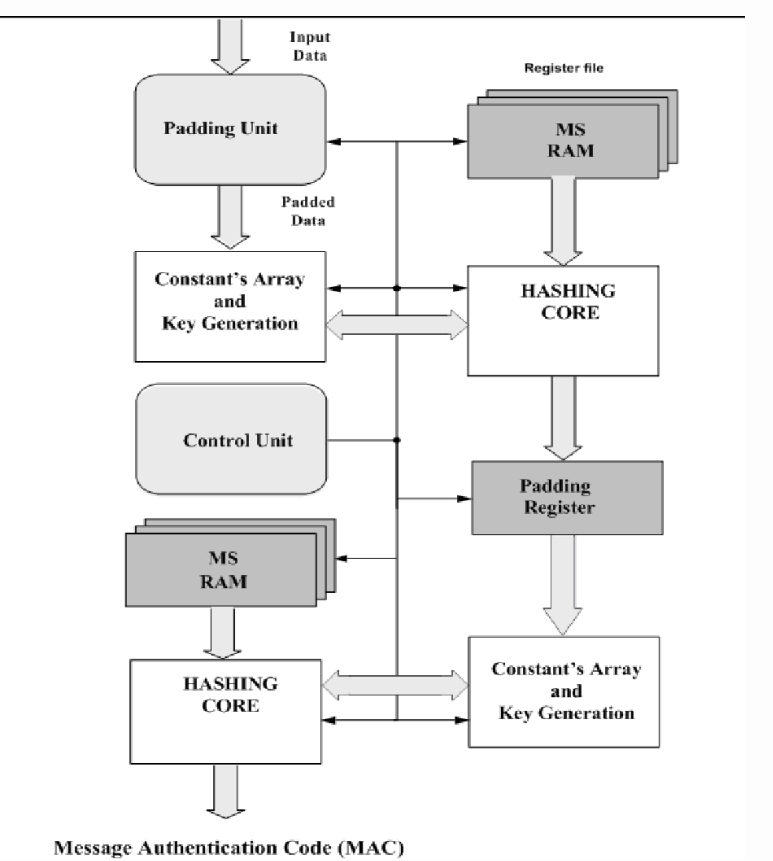 Input
Data
Register file
Padding Unit
MS
RAM
Padded
Data
Constant's Array
and
Key Generation
HASHING
CORE
Control Unit
Padding
Register
MS
RAM
HASHING
CORE
Constant's Array
and
Key Generation
Message Authentication Code (MAC)